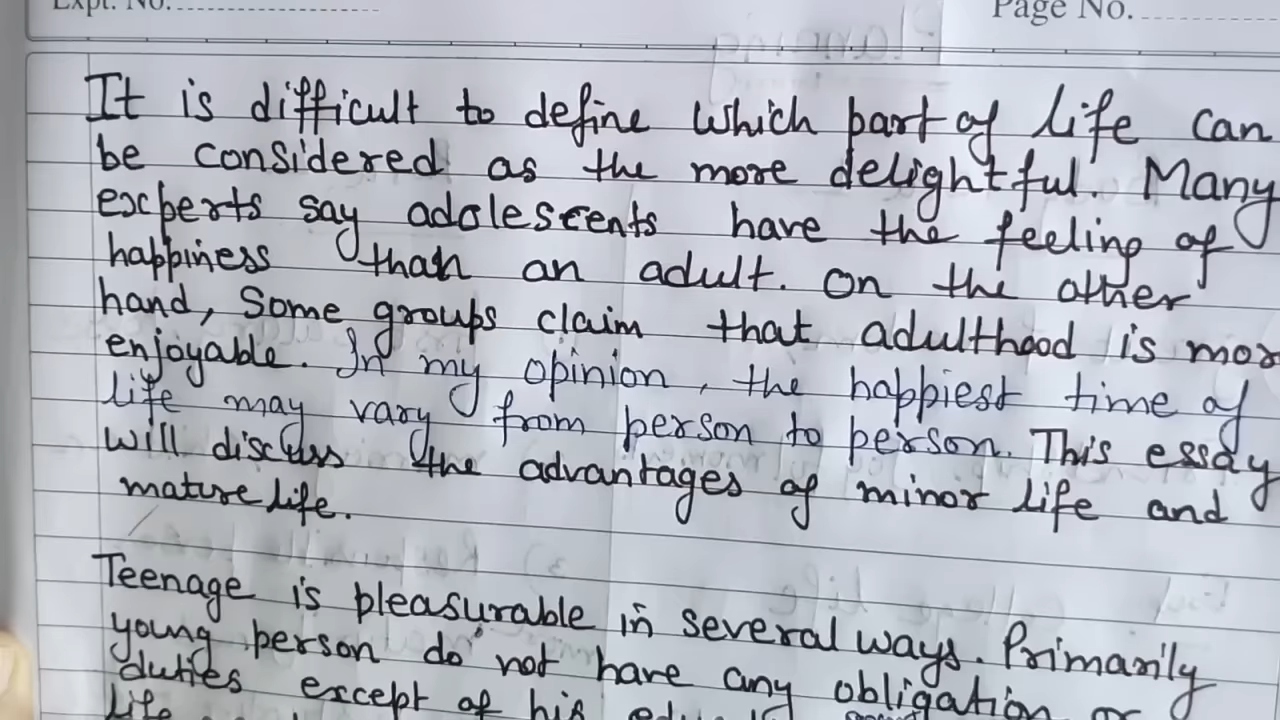 Expt. No.
Page No.
It is difficult to define which part of life can
be considered as the more delightful. Many
experts say adolescents have the feeling of
happiness than an adult. On the other
hand, Some groups claim that adulthood is mor
enjoyable. In my opinion, the happiest time of
life may vary from person to person. This essay
will discuss the advantages of minor life and
mature life.
Teenage is pleasurable in several ways. Primarily
young person do not have any obligation or
duties except of his
life